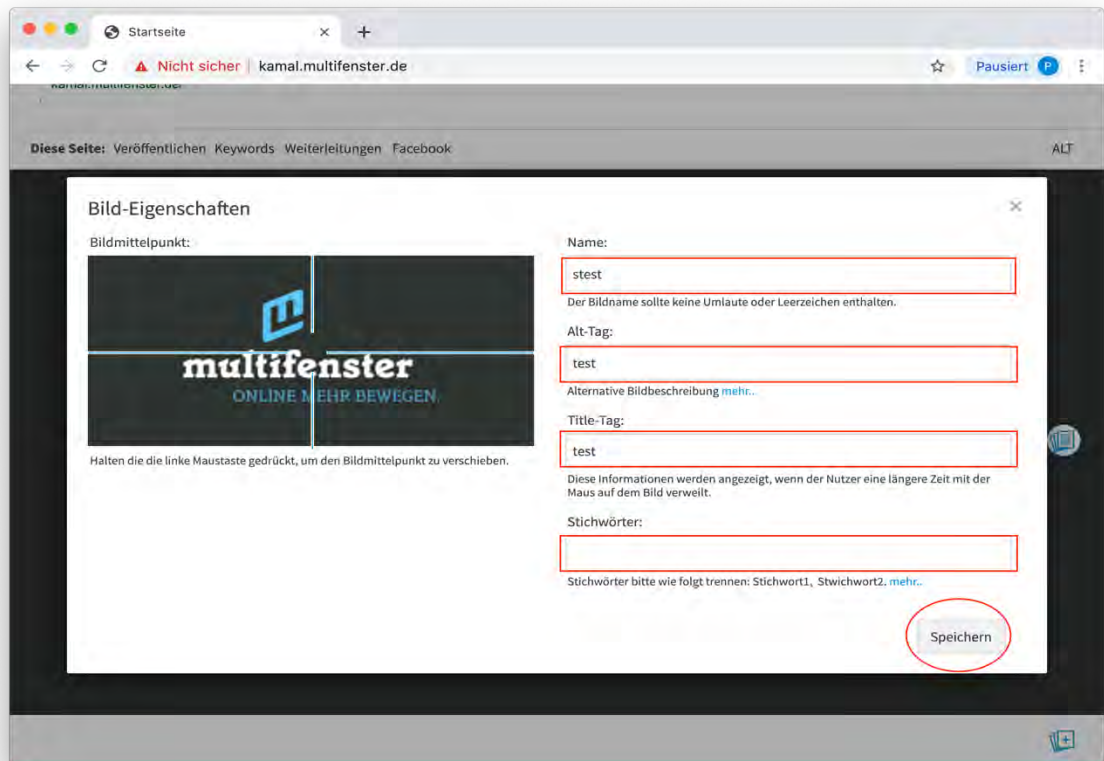 Startseite
Nicht sicher kamal.multifenster.de
Pausiert P
kamal.multifenster.de/
Diese Seite: Veröffentlichen Keywords Weiterleitungen Facebook
ALT
Bild-Eigenschaften
Bildmittelpunkt:
multifenster
ONLINE MEHR BEWEGEN.
Halten die die linke Maustaste gedrückt, um den Bildmittelpunkt zu verschieben.
Name:
stest
Der Bildname sollte keine Umlaute oder Leerzeichen enthalten.
Alt-Tag:
test
Alternative Bildbeschreibung mehr..
Title-Tag:
test
Diese Informationen werden angezeigt, wenn der Nutzer eine längere Zeit mit der
Maus auf dem Bild verweilt.
Stichwörter:
Stichwörter bitte wie folgt trennen: Stichwort1, Stwichwort2. mehr..
Speichern